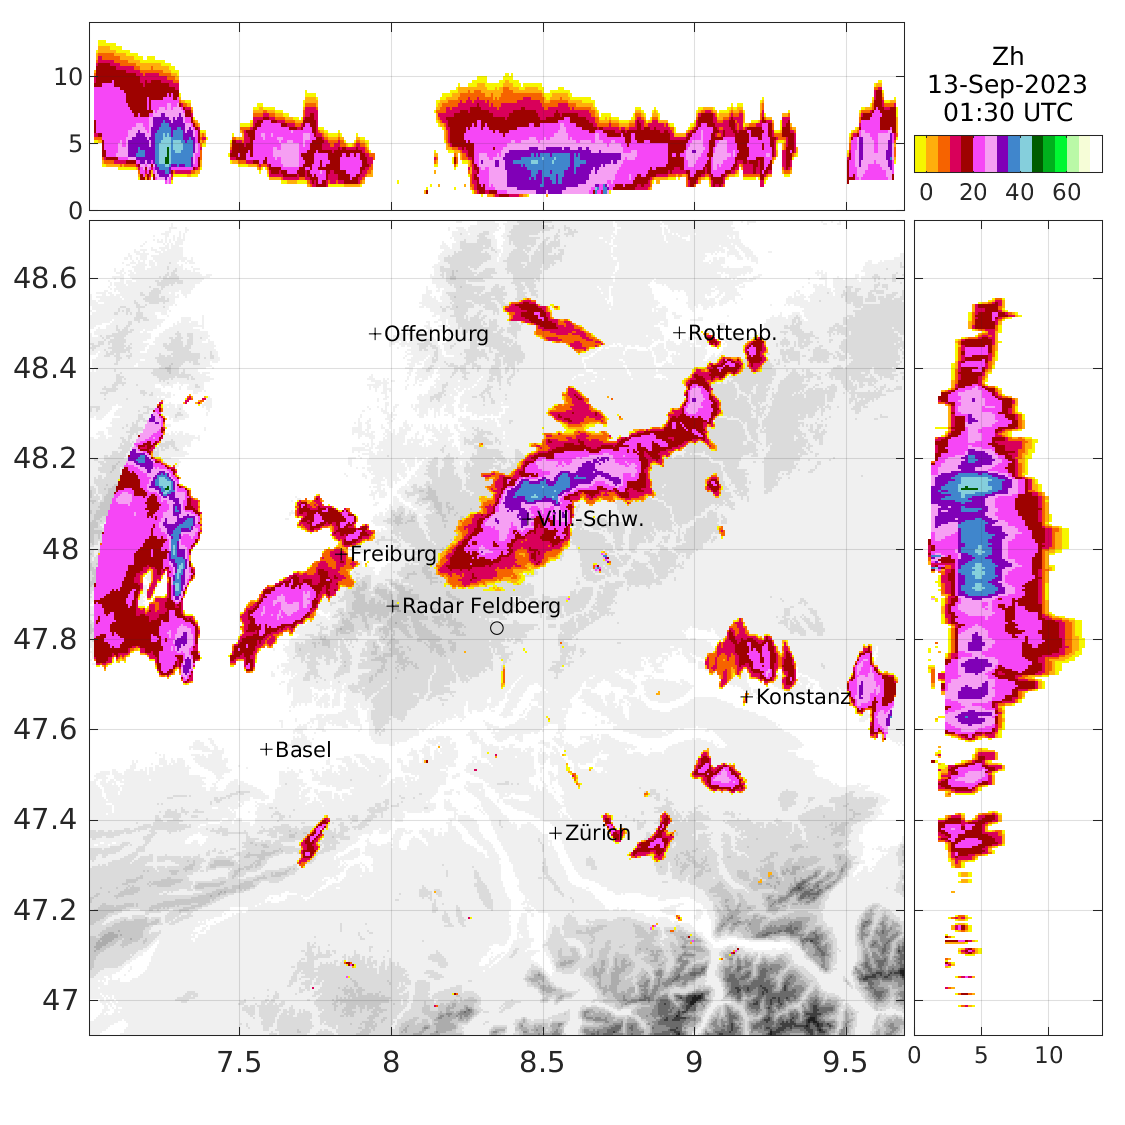 Zh
13-Sep-2023
01:30 UTC
0 20 40 60
10
5
0
48.6
48.4
48.2
48
47.8
47.6
47.4
47.2
47
+Offenburg
+Rottenb.
+Vill.-Schw.
+Freiburg
+Radar Feldberg
+Konstanz
+Basel
+Zürich
7.5 8 8.5 9 9.5
0 5 10